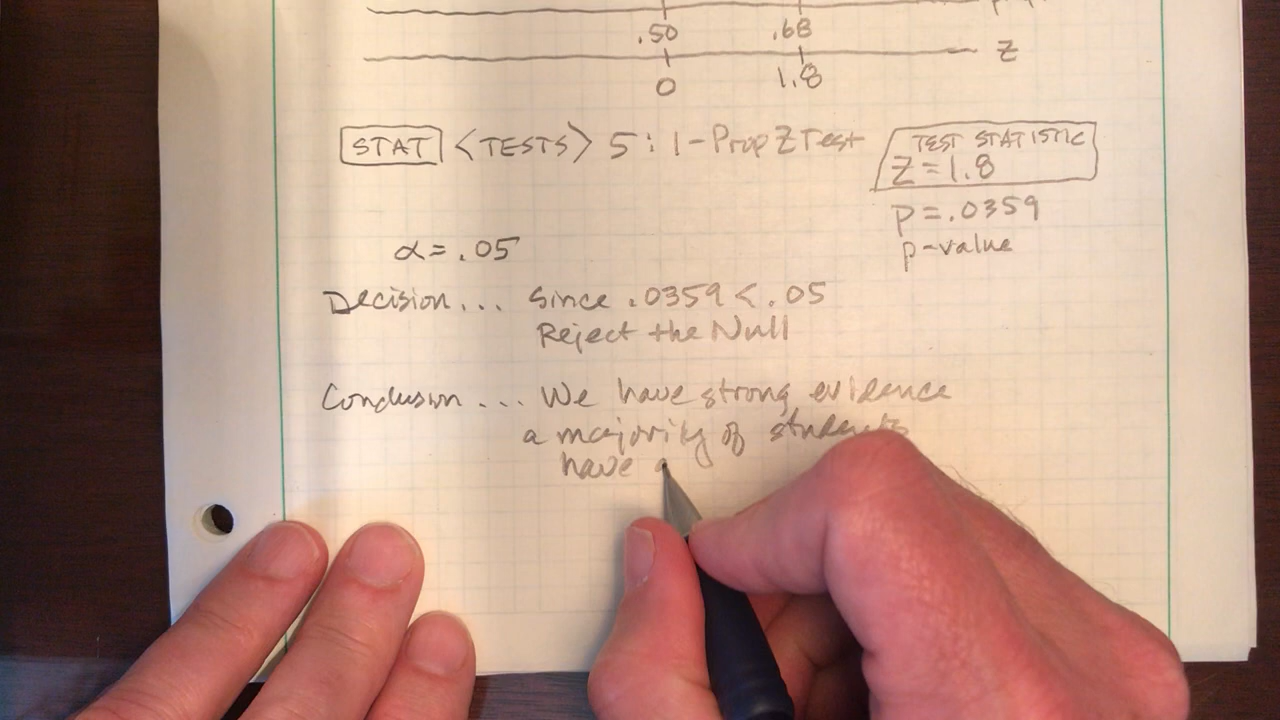 .50 .68
Z
0 1.8
STAT <TESTS> 5: 1-PropZTest
TEST STATISTIC
Z=1.8
P=.0359
p-value
α=.05
Decision... Since .0359<.05
Reject the Null
Conclusion... We have strong evidence
a majority of students
have a